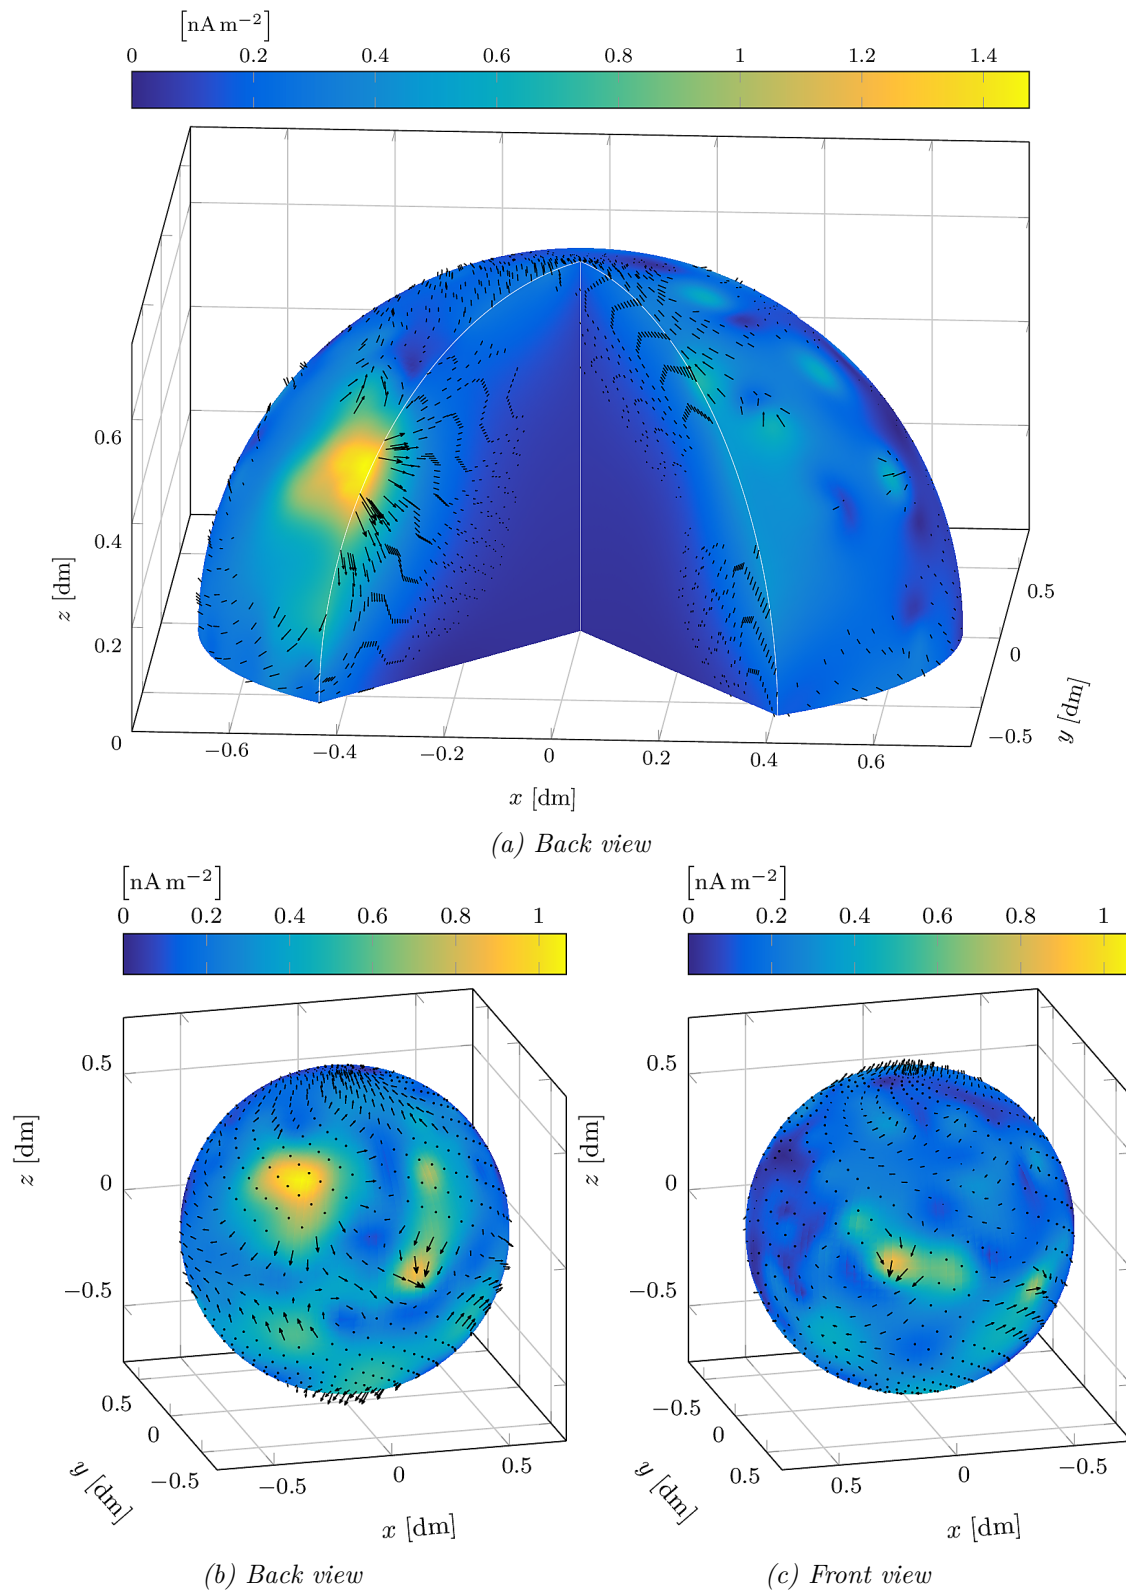 [nA m−2]
0 0.2 0.4 0.6 0.8 1 1.2 1.4
0.6
0.4
0.2
0
z [dm]
0.5
0
−0.5
y [dm]
−0.6 −0.4 −0.2 0 0.2 0.4 0.6
x [dm]
(a) Back view
[nA m−2]
0 0.2 0.4 0.6 0.8 1
0.5
0
−0.5
z [dm]
0.5
0
−0.5
y [dm]
−0.5 0 0.5
x [dm]
(b) Back view
[nA m−2]
0 0.2 0.4 0.6 0.8 1
0.5
0
−0.5
z [dm]
−0.5
0
0.5
y [dm]
0.5 0 −0.5
x [dm]
(c) Front view